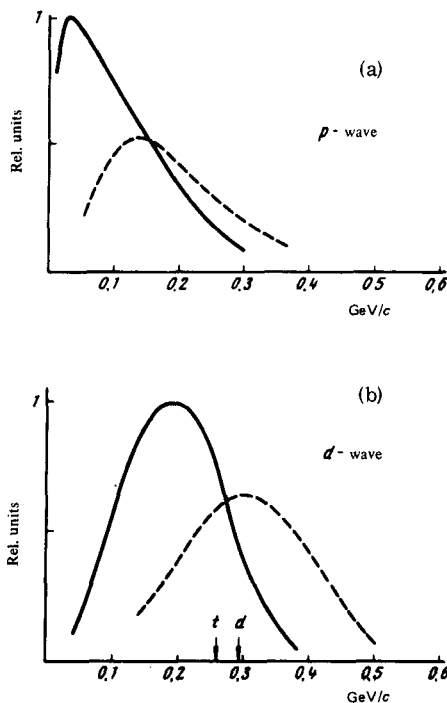 1
(a)
p - wave
Rel. units
0,1 0,2 0,3 0,4 0,5 0,6
GeV/c
1
(b)
d - wave
Rel. units
t d
0,1 0,2 0,3 0,4 0,5 0,6
GeV/c